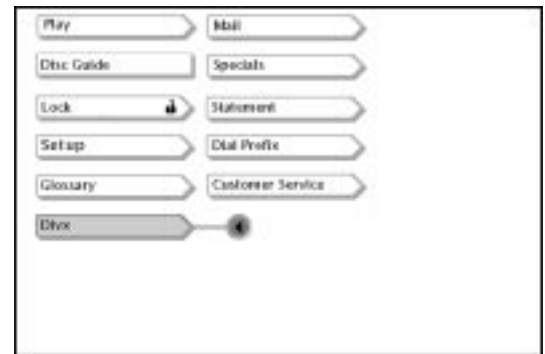 Play
Disc Guide
Lock
Setup
Glossary
Divx
Mail
Specials
Statement
Dial Prefix
Customer Service